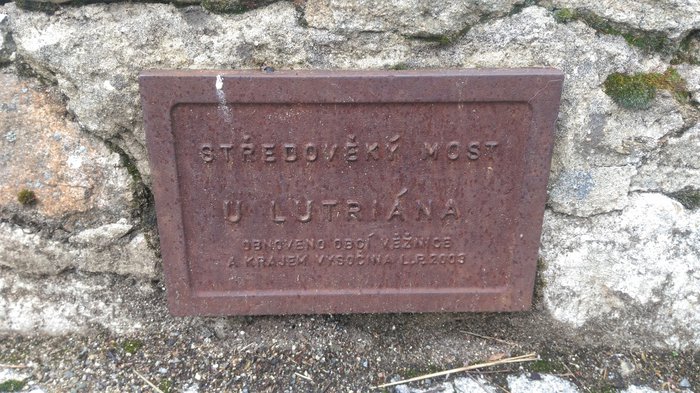 STŘEDOVĚKÝ MOST
U LUTRIÁNA
OBNOVENO OBCÍ VĚŽNICE
A KRAJEM VYSOČINA L.P. 2003